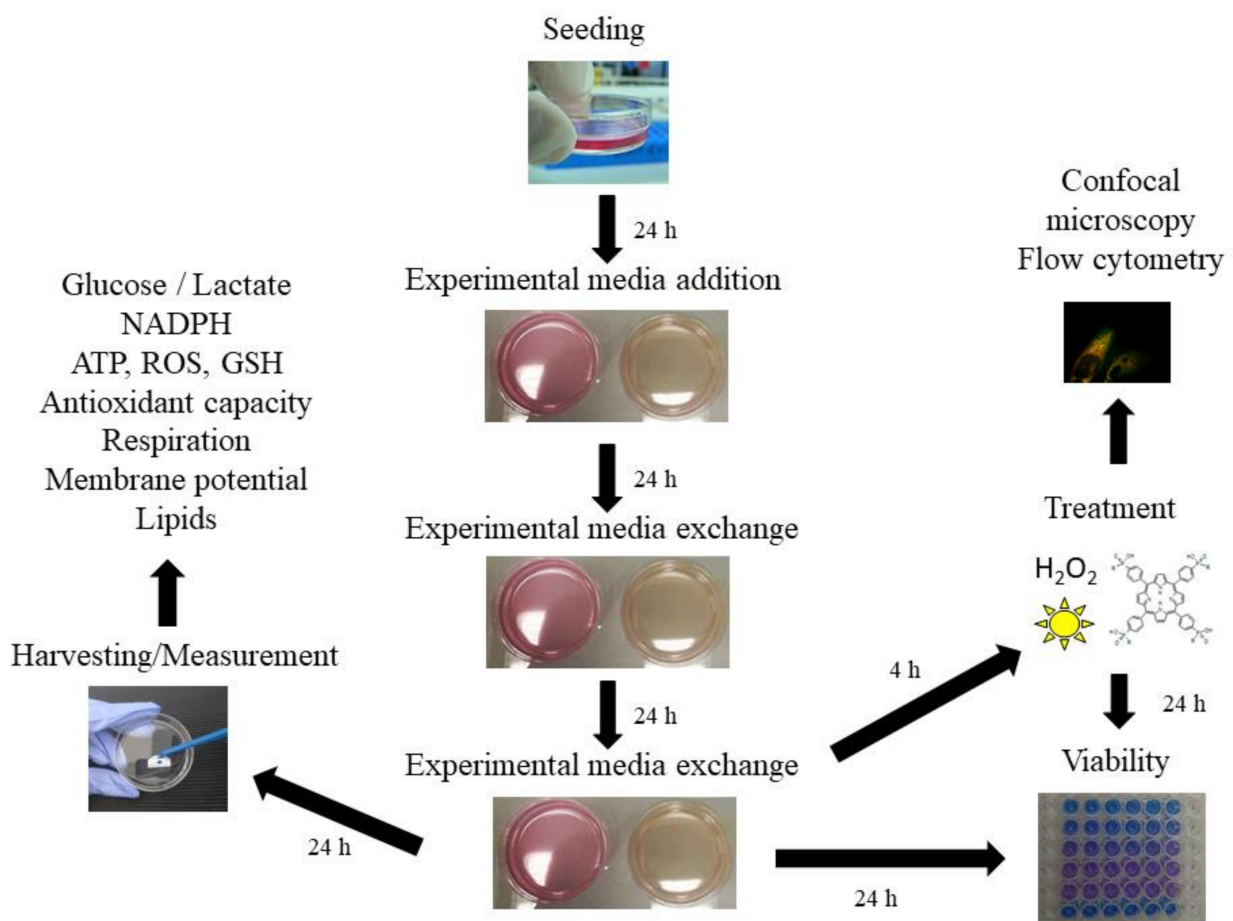 Seeding
24 h
Experimental media addition
24 h
Experimental media exchange
24 h
Experimental media exchange
24 h
Harvesting/Measurement
Glucose / Lactate
NADPH
ATP, ROS, GSH
Antioxidant capacity
Respiration
Membrane potential
Lipids
4 h
Treatment
H₂O₂
Confocal
microscopy
Flow cytometry
24 h
Viability
24 h